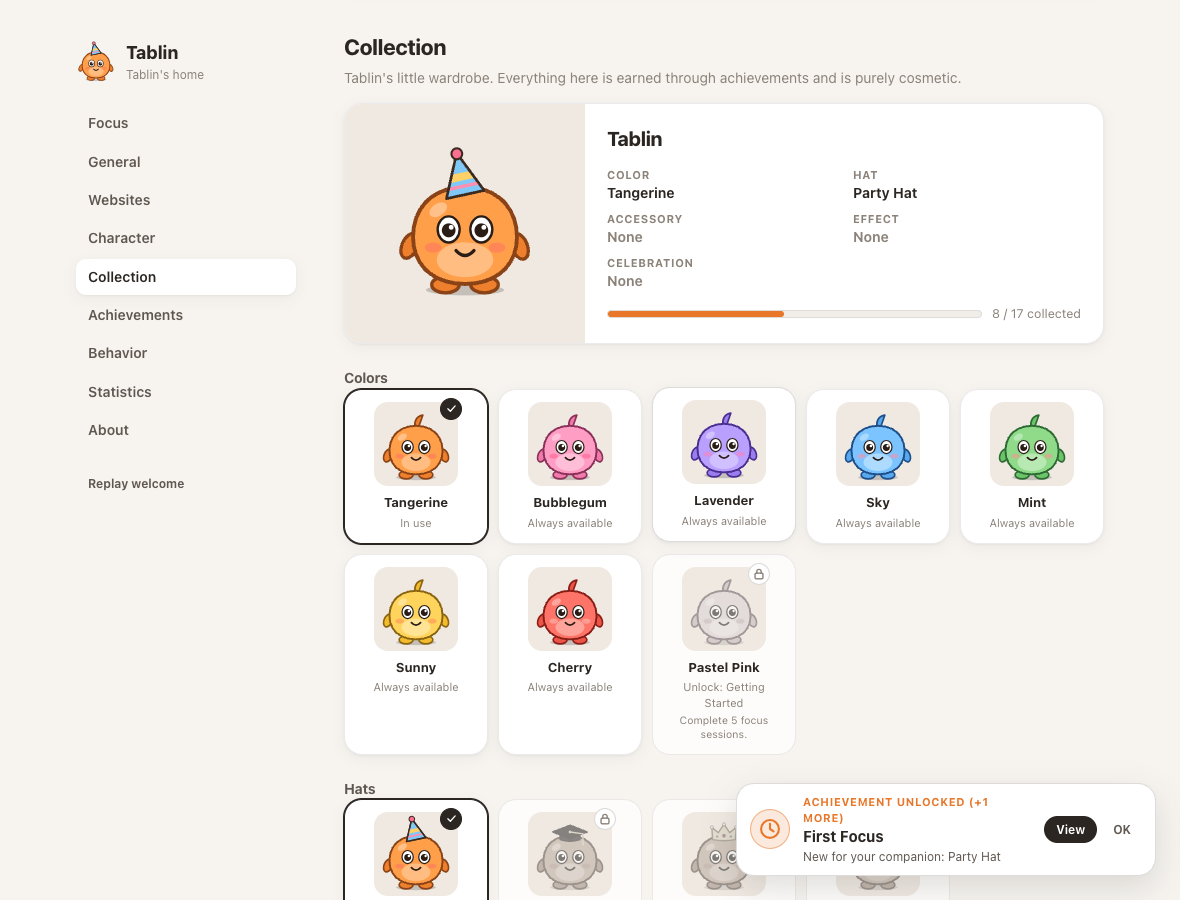 Tablin
Tablin's home
Focus
General
Websites
Character
Collection
Achievements
Behavior
Statistics
About
Replay welcome
Collection
Tablin's little wardrobe. Everything here is earned through achievements and is purely cosmetic.
Tablin
COLOR
Tangerine
HAT
Party Hat
ACCESSORY
None
EFFECT
None
CELEBRATION
None
8 / 17 collected
Colors
Tangerine
In use
Bubblegum
Always available
Lavender
Always available
Sky
Always available
Mint
Always available
Sunny
Always available
Cherry
Always available
Pastel Pink
Unlock: Getting
Started
Complete 5 focus
sessions.
Hats
ACHIEVEMENT UNLOCKED (+1
MORE)
First Focus
New for your companion: Party Hat
View
OK